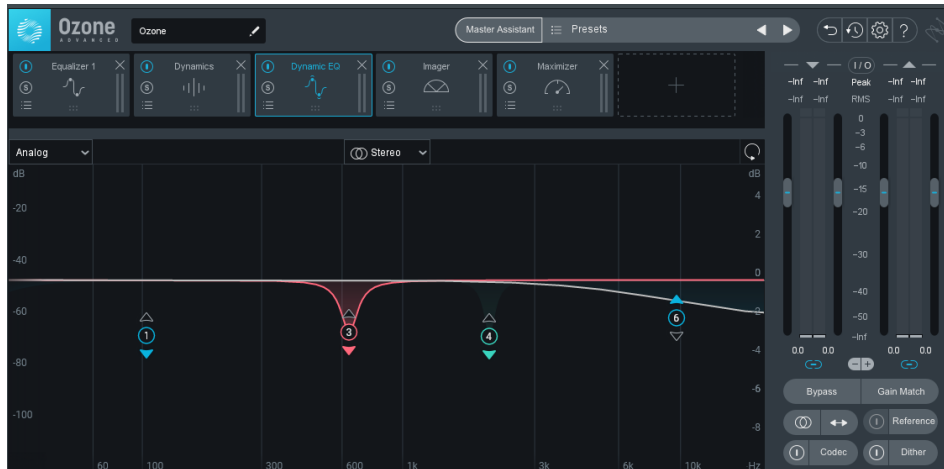 Ozone
ADVANCED
Ozone
Master Assistant
Presets
?
Equalizer 1
Dynamics
Dynamic EQ
Imager
Maximizer
S
S
S
S
S
+
I / O
-Inf -Inf Peak -Inf -Inf
-Inf -Inf RMS -Inf -Inf
0
-3
-6
-10
-15
-20
-30
-40
-50
-Inf
0.0 0.0 0.0 0.0
Analog
Stereo
dB dB
4
-20
2
-40
0
-60
-2
-4
-80
-6
-100
-8
1
3
4
6
60 100 300 600 1k 3k 6k 10k Hz
Bypass
Gain Match
Reference
Codec
Dither